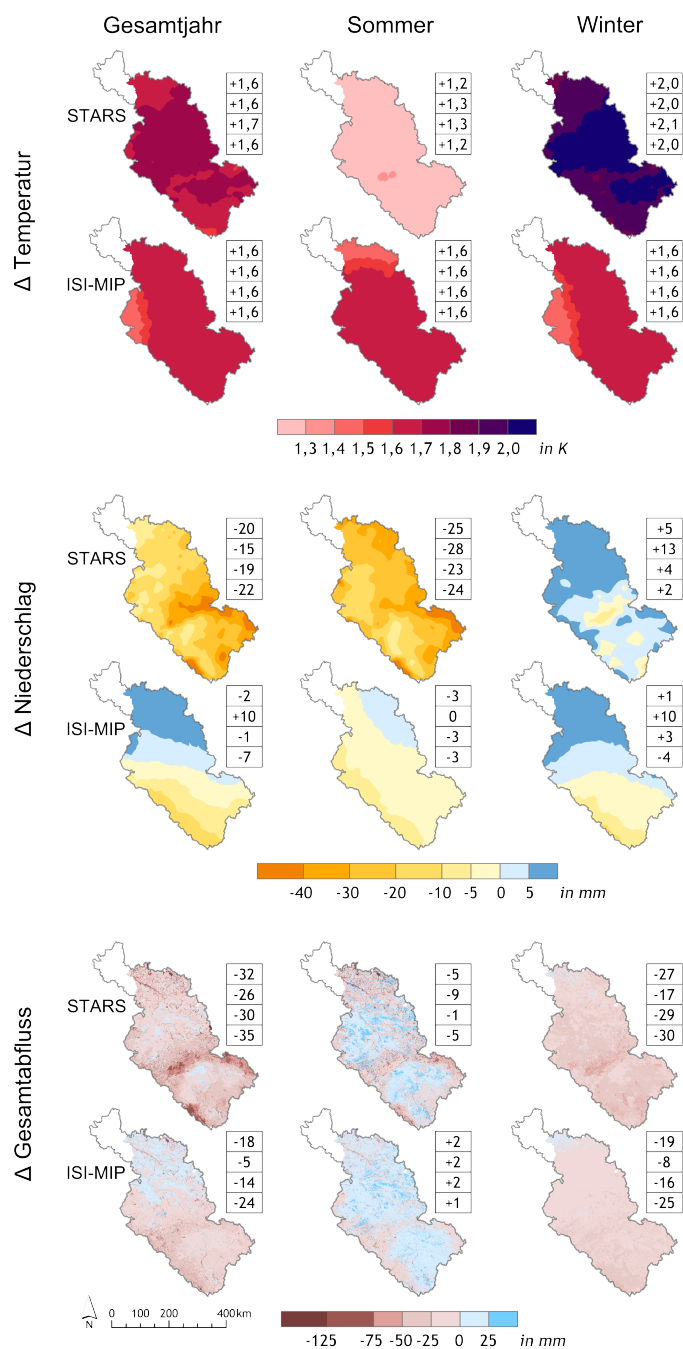 Gesamtjahr Sommer Winter
Δ Temperatur
STARS
+1,6 +1,2 +2,0
+1,6 +1,3 +2,0
+1,7 +1,3 +2,1
+1,6 +1,2 +2,0
ISI-MIP
+1,6 +1,6 +1,6
+1,6 +1,6 +1,6
+1,6 +1,6 +1,6
+1,6 +1,6 +1,6
1,3 1,4 1,5 1,6 1,7 1,8 1,9 2,0 in K
Δ Niederschlag
STARS
-20 -25 +5
-15 -28 +13
-19 -23 +4
-22 -24 +2
ISI-MIP
-2 -3 +1
+10 0 +10
-1 -3 +3
-7 -3 -4
-40 -30 -20 -10 -5 0 5 in mm
Δ Gesamtabfluss
STARS
-32 -5 -27
-26 -9 -17
-30 -1 -29
-35 -5 -30
ISI-MIP
-18 +2 -19
-5 +2 -8
-14 +2 -16
-24 +1 -25
N
0 200 400 km
-125 -75 -50 -25 0 25 in mm